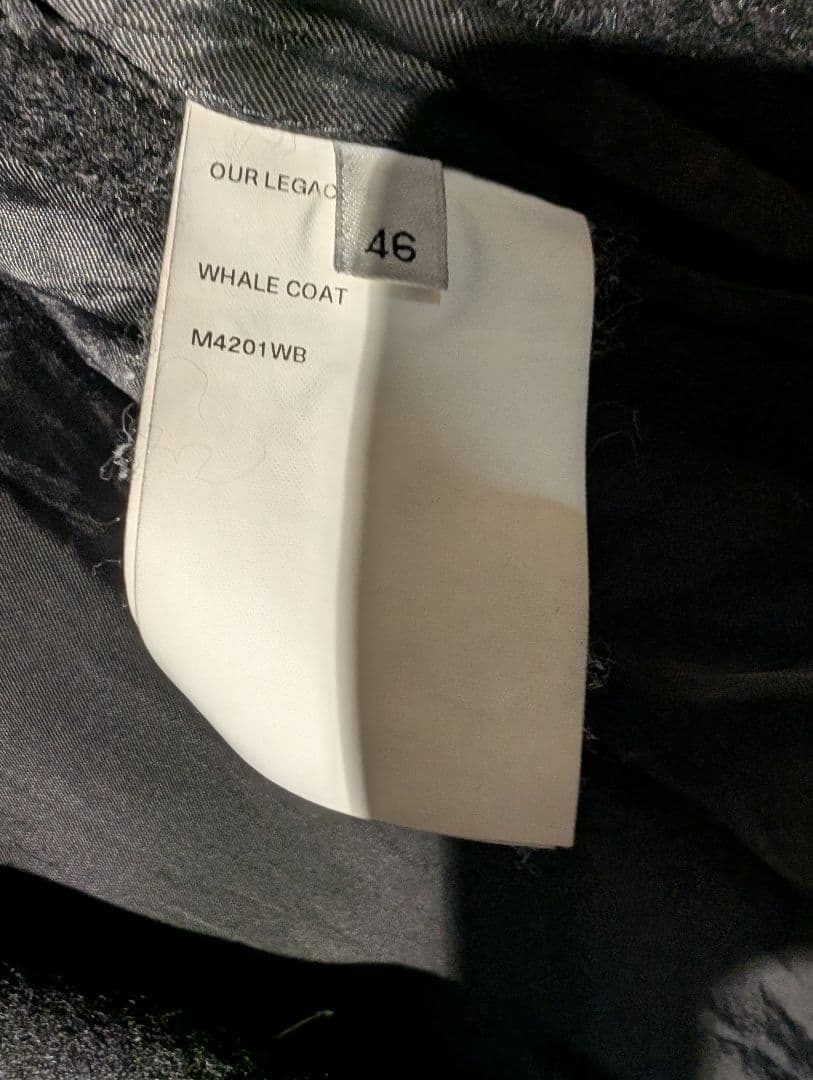 OUR LEGAC
46
WHALE COAT
M4201WB